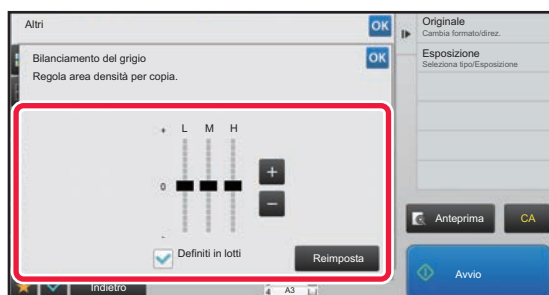 Altri
OK
Bilanciamento del grigio
OK
Regola area densità per copia.
+ L M H
0
-
+
−
Definiti in lotti
Reimposta
Indietro
4 A3
Originale
Cambia formato/direz.
Esposizione
Seleziona tipo/Esposizione
Anteprima
CA
Avvio